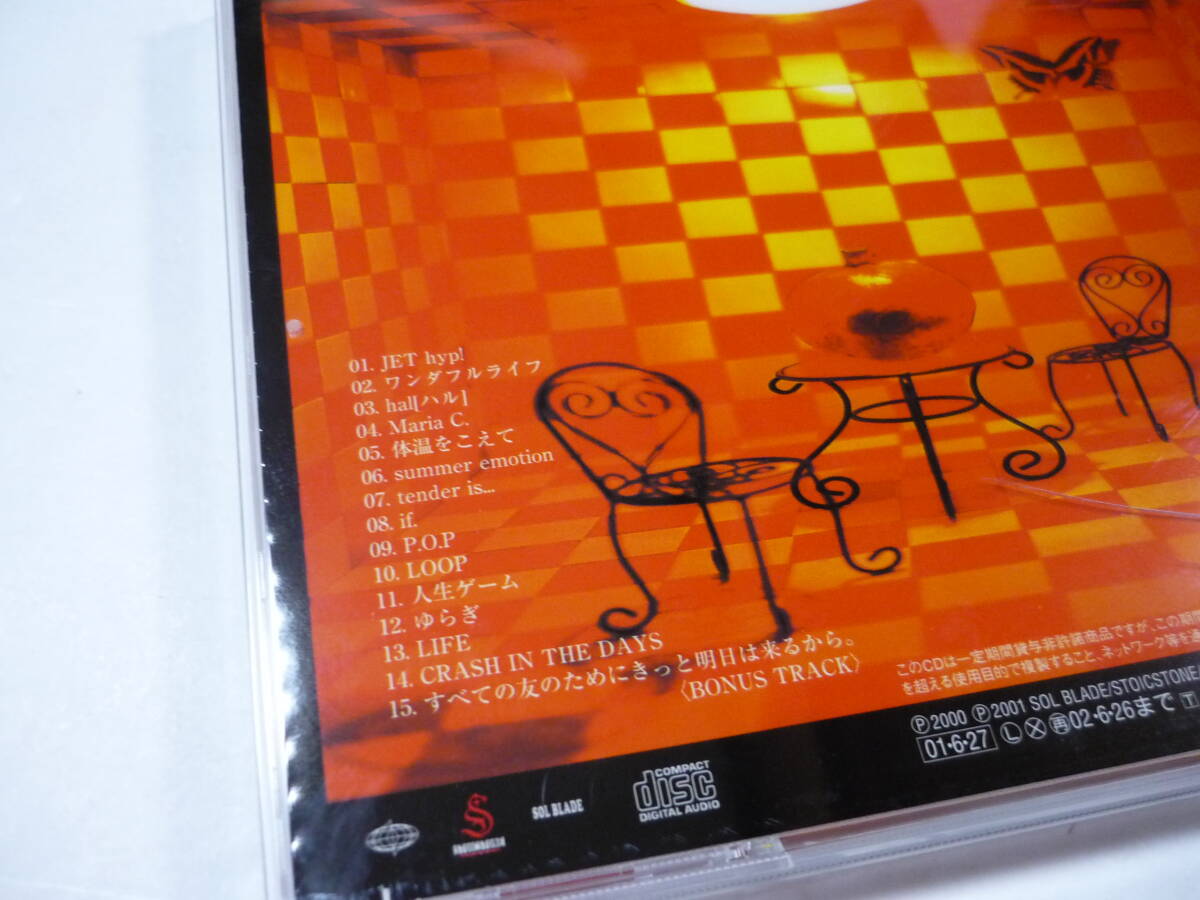 01. JET hyp!
02. ワンダフルライフ
03. hal[ハル]
04. Maria C.
05. 体温をこえて
06. summer emotion
07. tender is...
08. if.
09. P.O.P
10. LOOP
11. 人生ゲーム
12. ゆらぎ
13. LIFE
14. CRASH IN THE DAYS
15. すべての友のためにきっと明日は来るから。
〈BONUS TRACK〉
このCDは一定期間貸与非許諾商品ですが、この期間
を超える使用目的で複製すること、ネットワーク等を
Ⓟ2000 Ⓟ2001 SOL BLADE/STOICSTONE/
01・6・27 Ⓛ Ⓧ ㊂02・6・26まで
SOL BLADE
COMPACT
disc
DIGITAL AUDIO